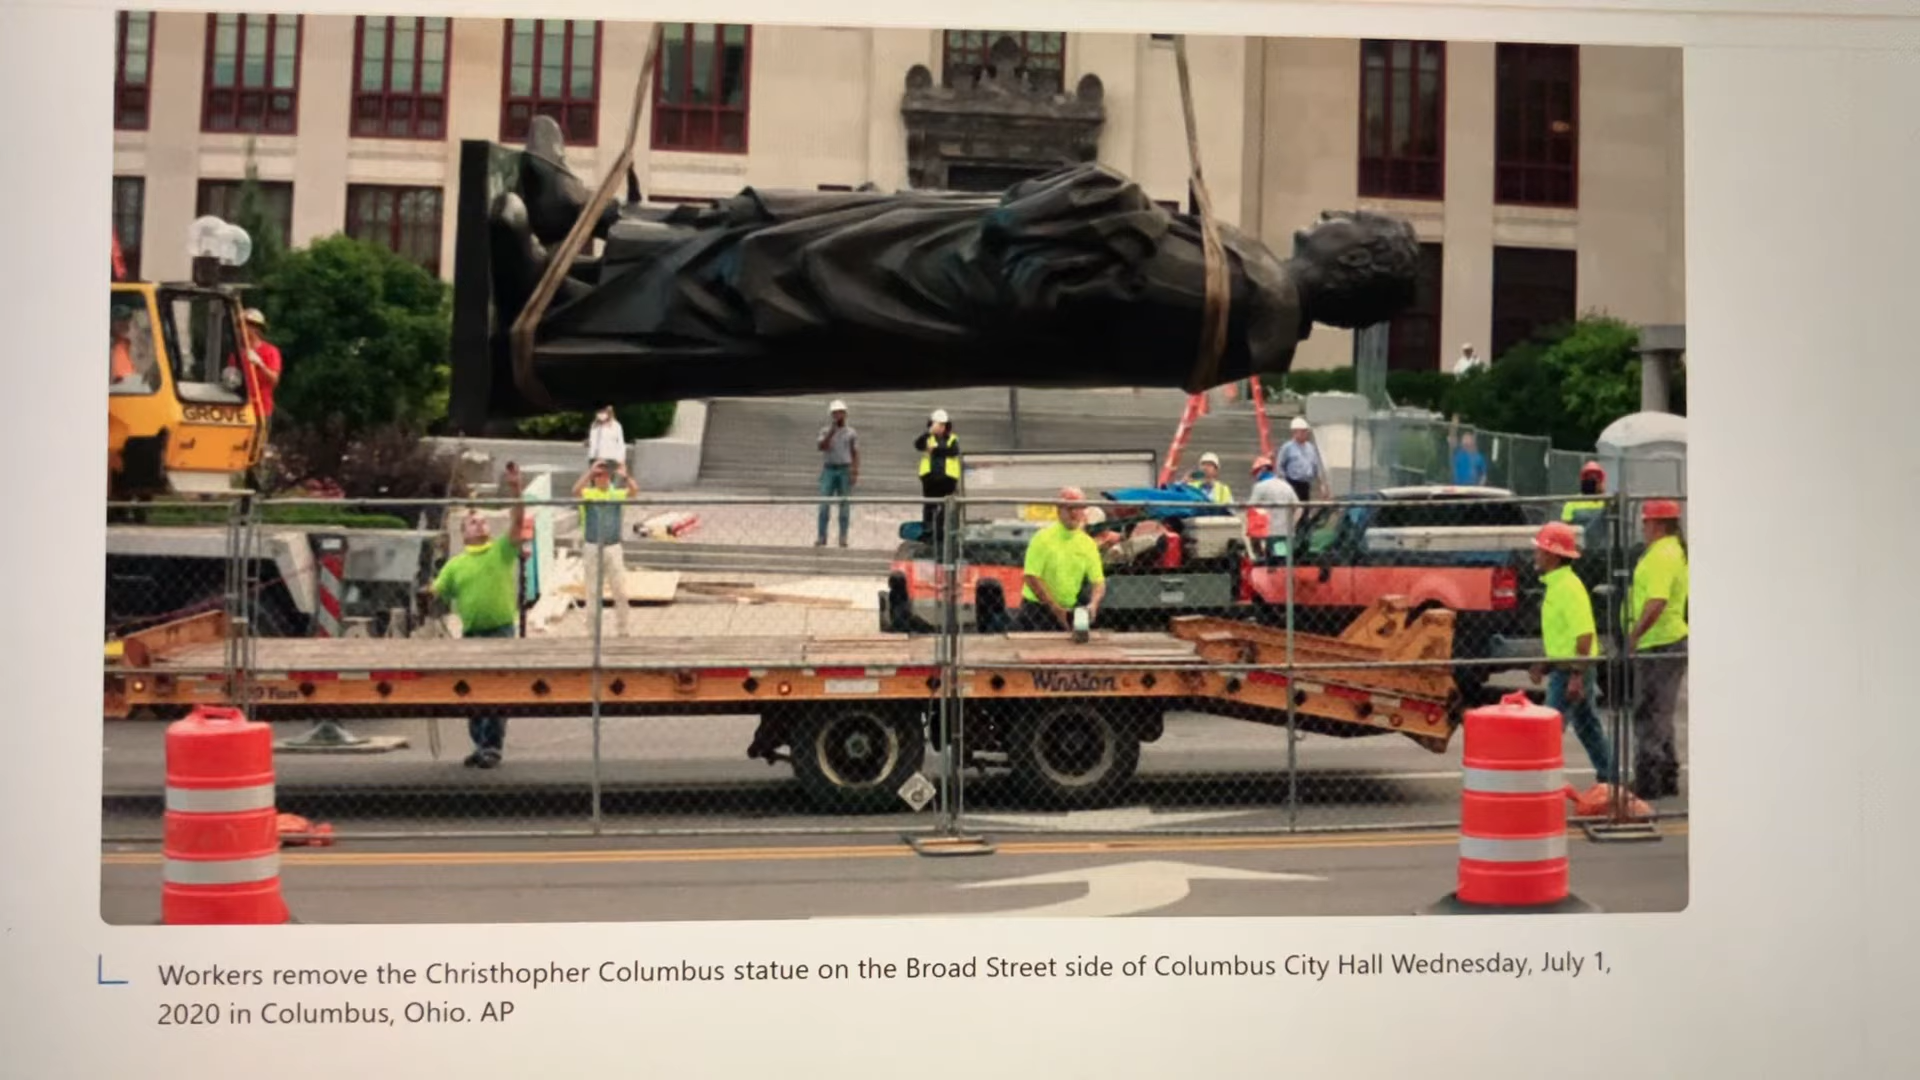 GROVE
Winston
Workers remove the Christhopher Columbus statue on the Broad Street side of Columbus City Hall Wednesday, July 1,
2020 in Columbus, Ohio. AP